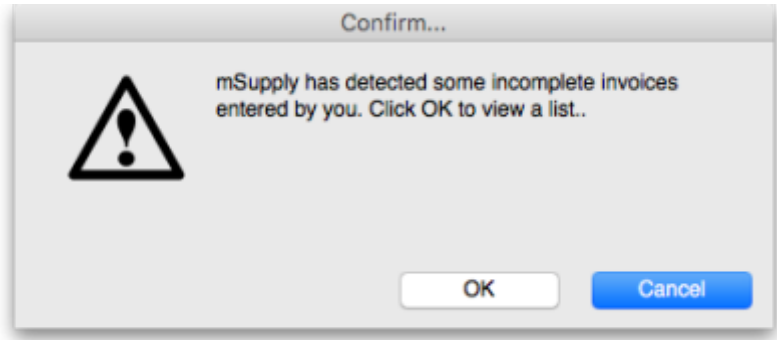 Confirm...
mSupply has detected some incomplete invoices
entered by you. Click OK to view a list..
OK
Cancel